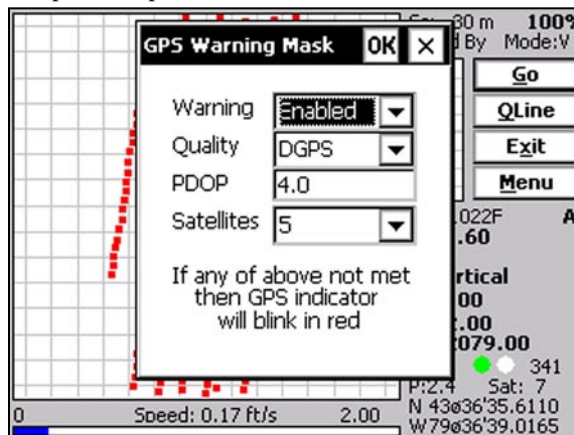 30 m 100%
GPS Warning Mask OK ×
By Mode:V
Go
Warning Enabled
QLine
Quality DGPS
Exit
PDOP 4.0
Menu
Satellites 5
.022F A
.60
If any of above not met
then GPS indicator
will blink in red
rtical
00
.00
079.00
341
P:2.4 Sat: 7
N 43ø36'35.6110
W79ø36'39.0165
0 Speed: 0.17 ft/s 2.00